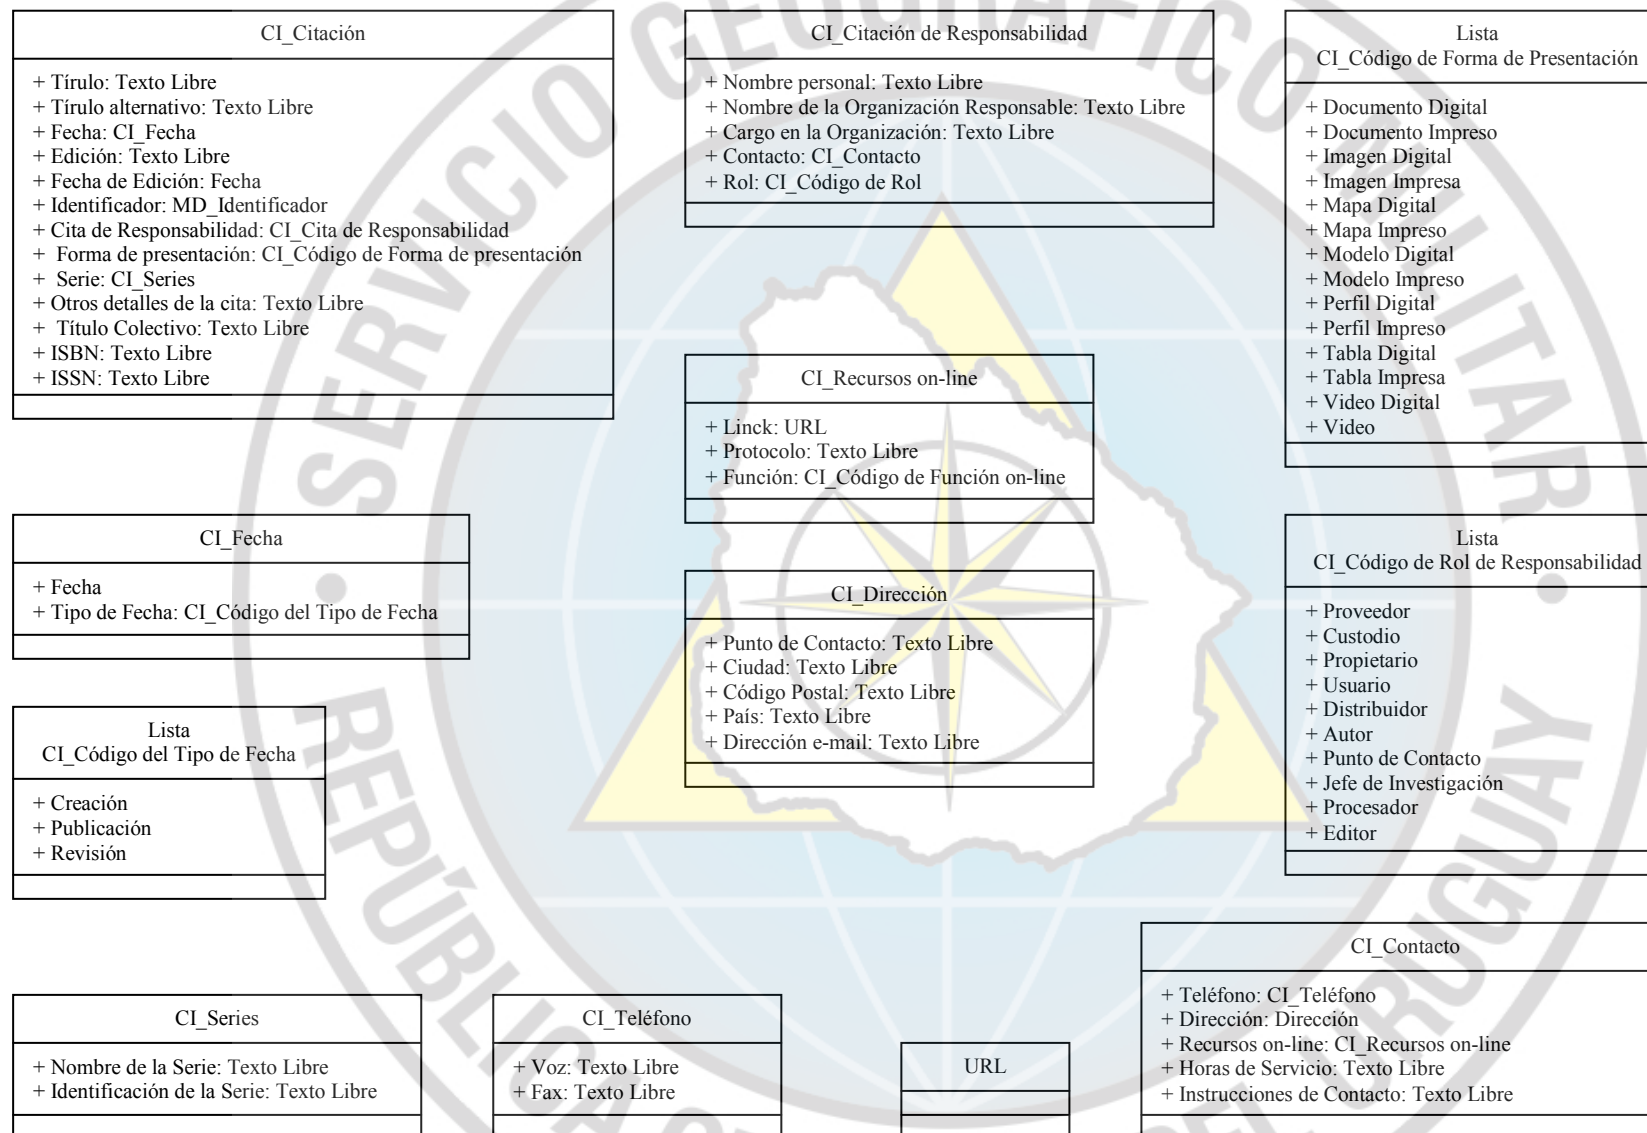 CI_Citación
+ Tírulo: Texto Libre
+ Tírulo alternativo: Texto Libre
+ Fecha: CI_Fecha
+ Edición: Texto Libre
+ Fecha de Edición: Fecha
+ Identificador: MD_Identificador
+ Cita de Responsabilidad: CI_Cita de Responsabilidad
+ Forma de presentación: CI_Código de Forma de presentación
+ Serie: CI_Series
+ Otros detalles de la cita: Texto Libre
+ Título Colectivo: Texto Libre
+ ISBN: Texto Libre
+ ISSN: Texto Libre
CI_Citación de Responsabilidad
+ Nombre personal: Texto Libre
+ Nombre de la Organización Responsable: Texto Libre
+ Cargo en la Organización: Texto Libre
+ Contacto: CI_Contacto
+ Rol: CI_Código de Rol
Lista
CI_Código de Forma de Presentación
+ Documento Digital
+ Documento Impreso
+ Imagen Digital
+ Imagen Impresa
+ Mapa Digital
+ Mapa Impreso
+ Modelo Digital
+ Modelo Impreso
+ Perfil Digital
+ Perfil Impreso
+ Tabla Digital
+ Tabla Impresa
+ Video Digital
+ Video
CI_Recursos on-line
+ Linck: URL
+ Protocolo: Texto Libre
+ Función: CI_Código de Función on-line
CI_Fecha
+ Fecha
+ Tipo de Fecha: CI_Código del Tipo de Fecha
CI_Dirección
+ Punto de Contacto: Texto Libre
+ Ciudad: Texto Libre
+ Código Postal: Texto Libre
+ País: Texto Libre
+ Dirección e-mail: Texto Libre
Lista
CI_Código de Rol de Responsabilidad
+ Proveedor
+ Custodio
+ Propietario
+ Usuario
+ Distribuidor
+ Autor
+ Punto de Contacto
+ Jefe de Investigación
+ Procesador
+ Editor
Lista
CI_Código del Tipo de Fecha
+ Creación
+ Publicación
+ Revisión
CI_Series
+ Nombre de la Serie: Texto Libre
+ Identificación de la Serie: Texto Libre
CI_Teléfono
+ Voz: Texto Libre
+ Fax: Texto Libre
URL
CI_Contacto
+ Teléfono: CI_Teléfono
+ Dirección: Dirección
+ Recursos on-line: CI_Recursos on-line
+ Horas de Servicio: Texto Libre
+ Instrucciones de Contacto: Texto Libre
SERVICIO GEOGRÁFICO MILITAR
REPÚBLICA
DEL URUGUAY